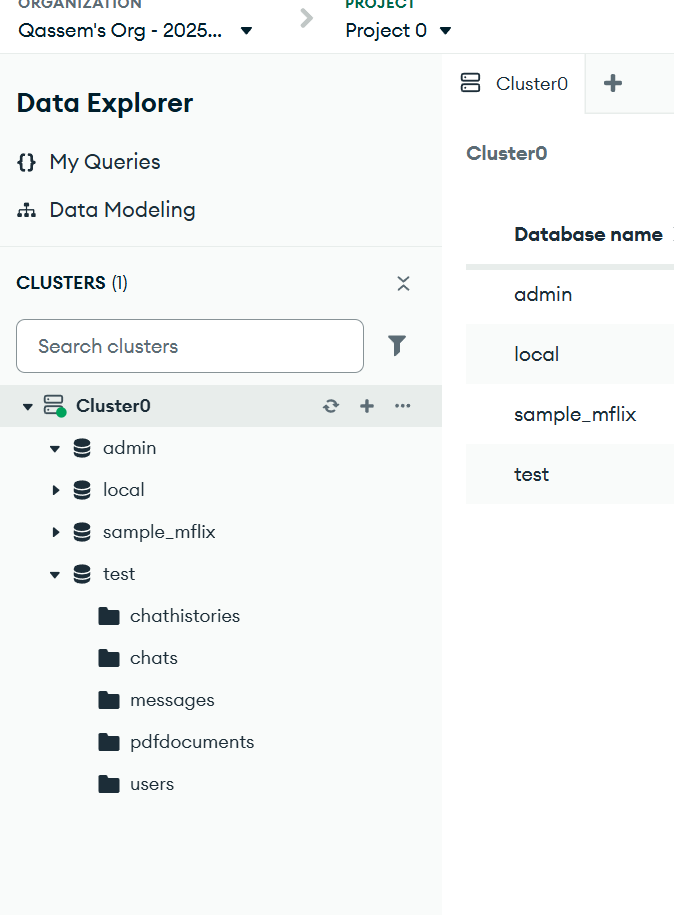 ORGANIZATION
Qassem's Org - 2025...
PROJECT
Project 0
Data Explorer
{} My Queries
Data Modeling
CLUSTERS (1)
Search clusters
Cluster0
admin
local
sample_mflix
test
chathistories
chats
messages
pdfdocuments
users
Cluster0
Cluster0
Database name
admin
local
sample_mflix
test